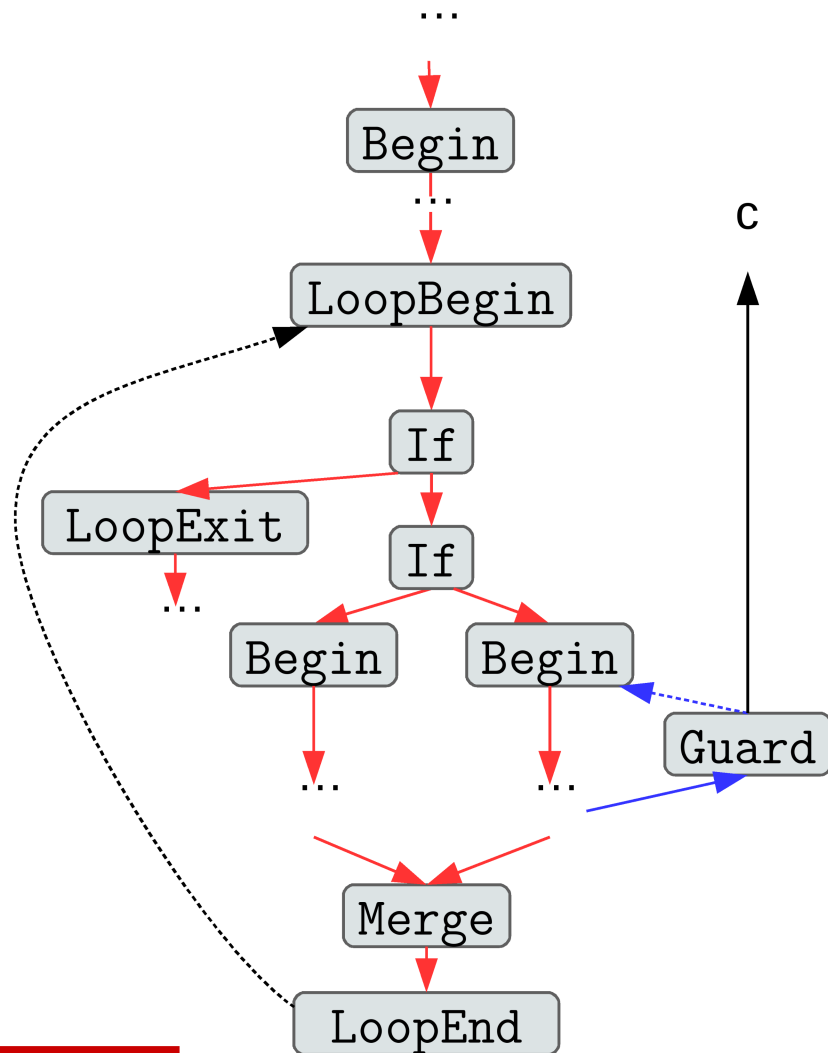 ...
Begin
...
C
LoopBegin
If
LoopExit
If
...
Begin
Begin
Guard
...
...
Merge
LoopEnd